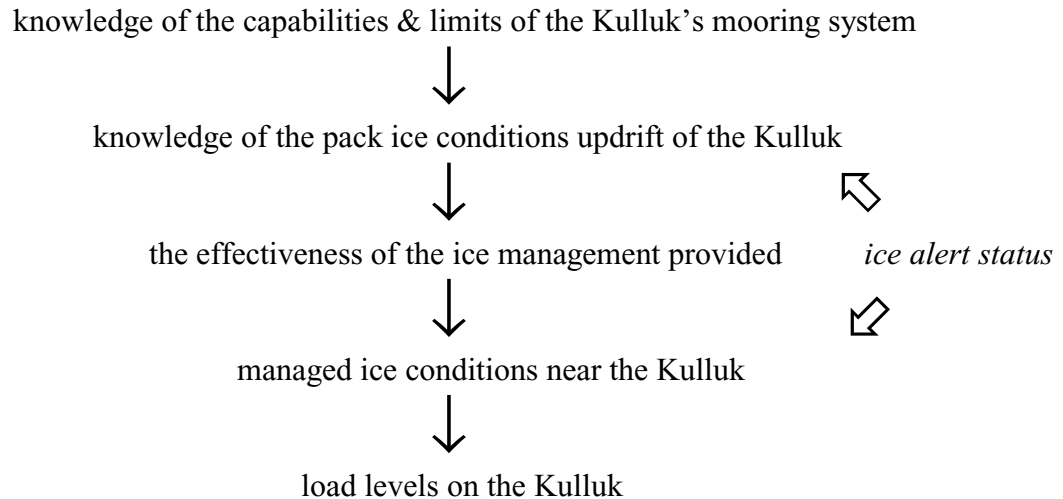 knowledge of the capabilities & limits of the Kulluk's mooring system
knowledge of the pack ice conditions updrift of the Kulluk
the effectiveness of the ice management provided
ice alert status
managed ice conditions near the Kulluk
load levels on the Kulluk